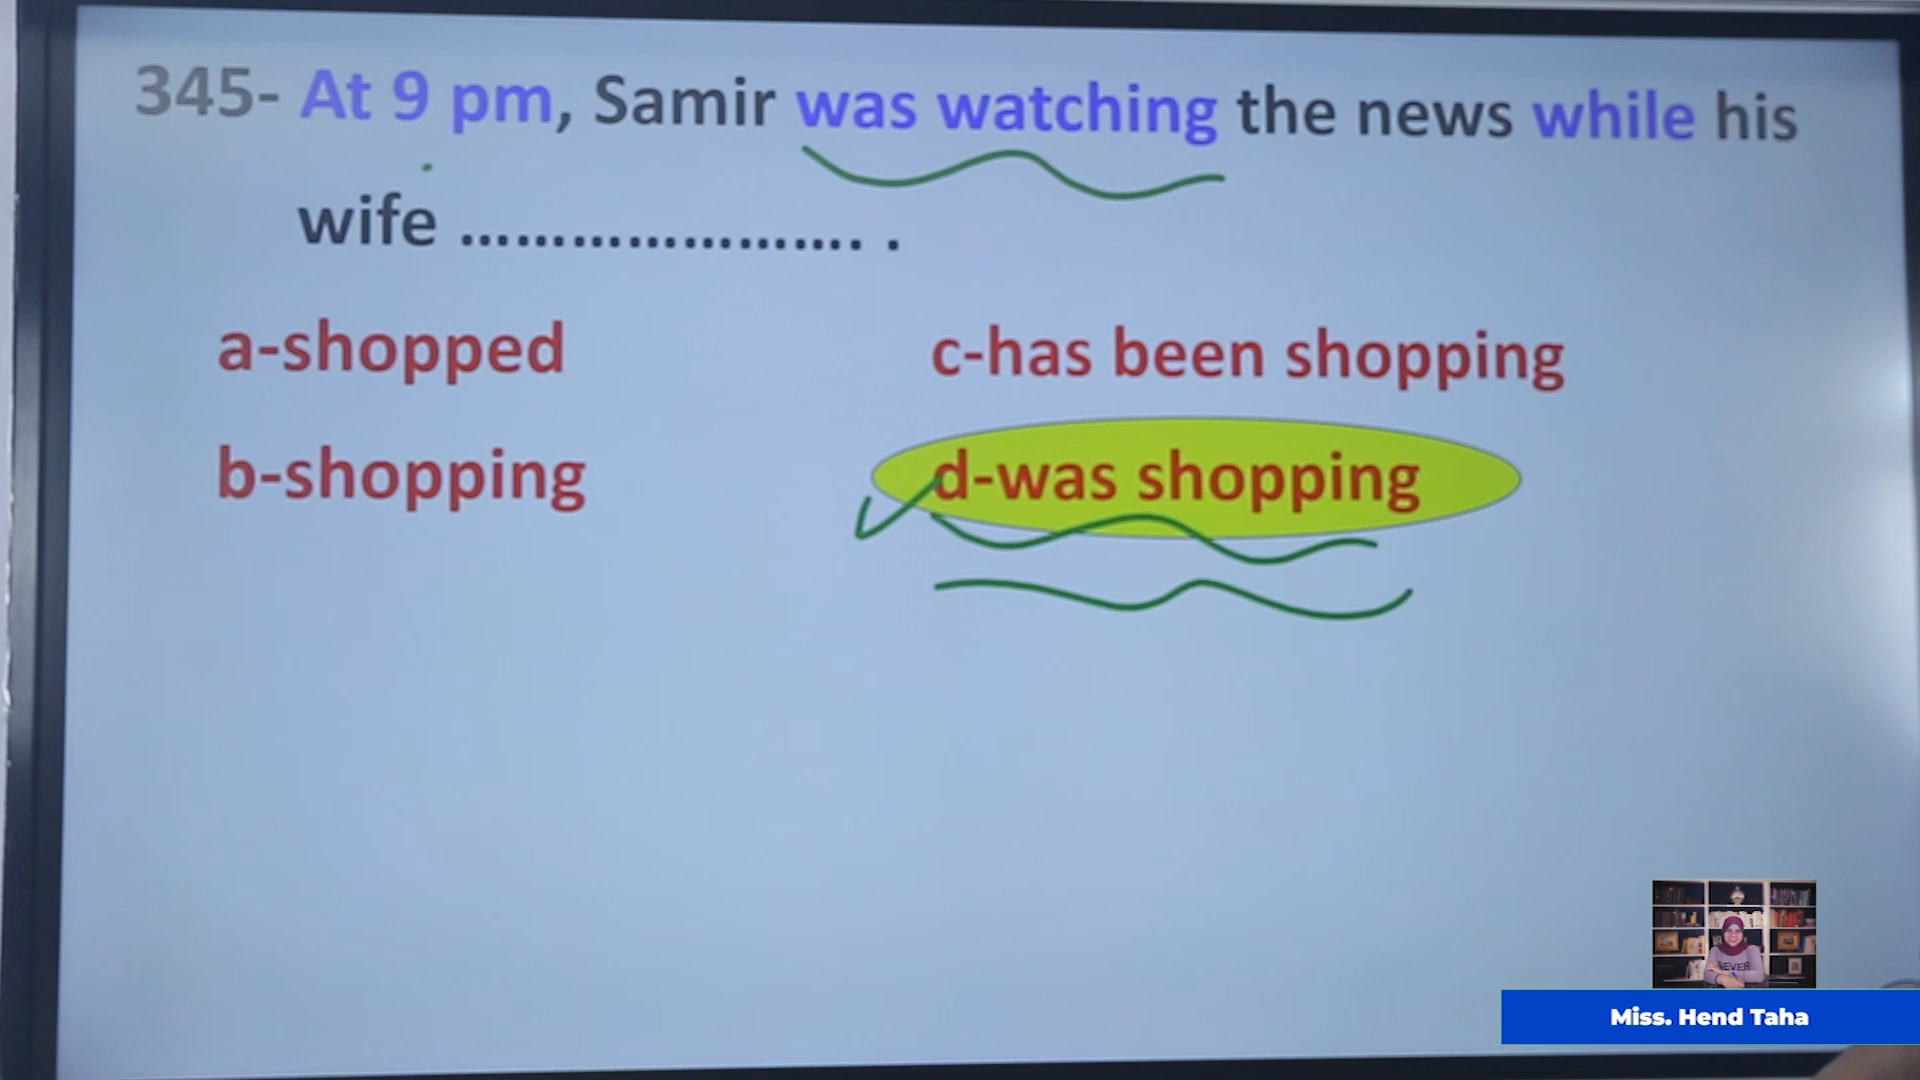 345- At 9 pm, Samir was watching the news while his
wife ...................... .
a-shopped
c-has been shopping
b-shopping
d-was shopping
NEVER
Miss. Hend Taha